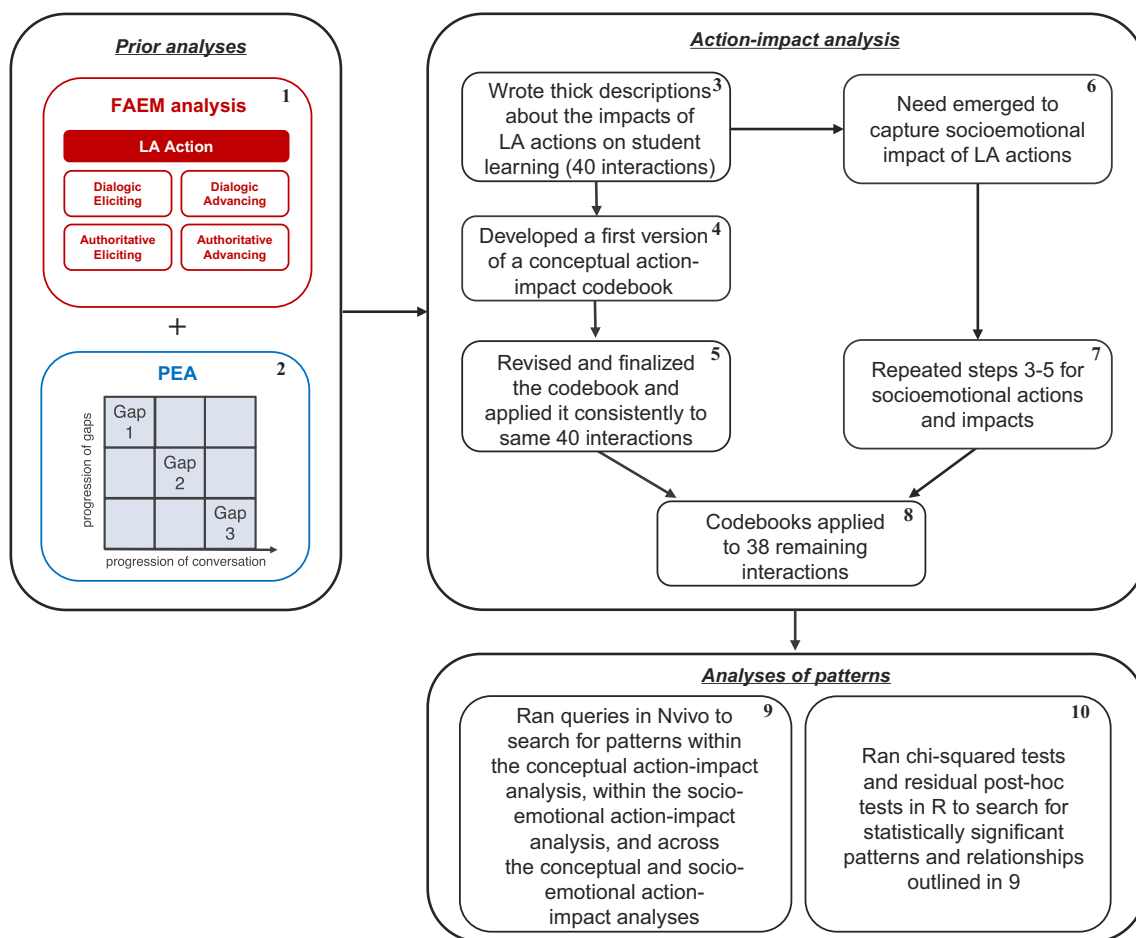 Prior analyses
1
FAEM analysis
LA Action
Dialogic
Eliciting
Dialogic
Advancing
Authoritative
Eliciting
Authoritative
Advancing
+
2
PEA
progression of gaps
Gap
1
Gap
2
Gap
3
progression of conversation
Action-impact analysis
3
Wrote thick descriptions
about the impacts of
LA actions on student
learning (40 interactions)
4
Developed a first version
of a conceptual action-
impact codebook
5
Revised and finalized
the codebook and
applied it consistently to
same 40 interactions
6
Need emerged to
capture socioemotional
impact of LA actions
7
Repeated steps 3-5 for
socioemotional actions
and impacts
8
Codebooks applied
to 38 remaining
interactions
Analyses of patterns
9
Ran queries in Nvivo to
search for patterns within
the conceptual action-impact
analysis, within the socio-
emotional action-impact
analysis, and across
the conceptual and socio-
emotional action-
impact analyses
10
Ran chi-squared tests
and residual post-hoc
tests in R to search for
statistically significant
patterns and relationships
outlined in 9